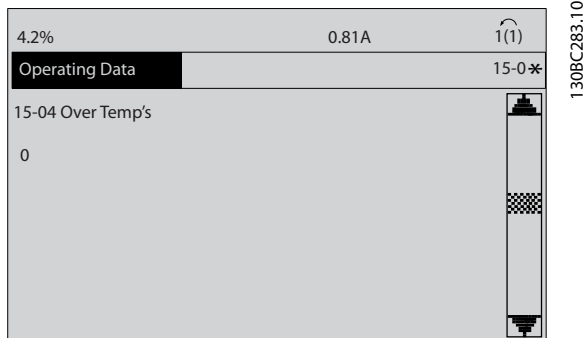 4.2% 0.81A 1(1)
Operating Data 15-0*
15-04 Over Temp's
0
130BC283.10